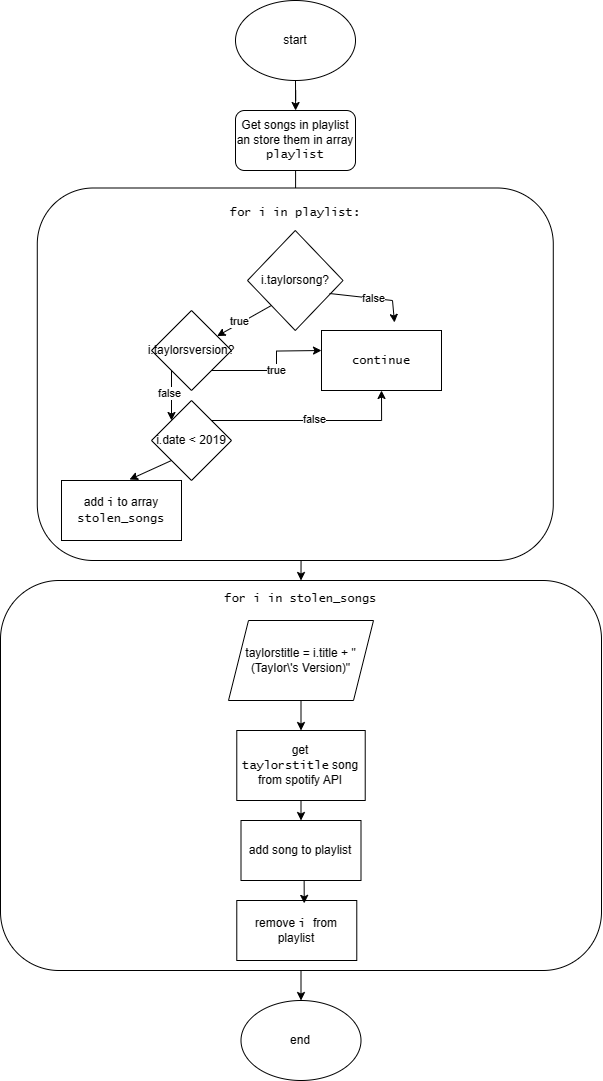 start
Get songs in playlist
an store them in array
playlist
for i in playlist:
i.taylorsong?
false
true
i.taylorsversion?
continue
true
false
i.date < 2019
false
add i to array
stolen_songs
for i in stolen_songs
taylorstitle = i.title + "
(Taylor\'s Version)"
get
taylorstitle song
from spotify API
add song to playlist
remove i from
playlist
end